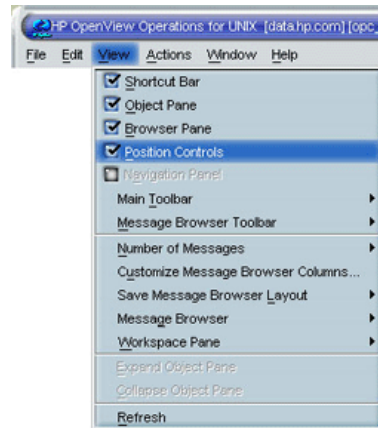 HP OpenView Operations for UNIX [data.hp.com] [opc_
File Edit View Actions Window Help
Shortcut Bar
Object Pane
Browser Pane
Position Controls
Navigation Panel
Main Toolbar
Message Browser Toolbar
Number of Messages
Customize Message Browser Columns...
Save Message Browser Layout
Message Browser
Workspace Pane
Expand Object Pane
Collapse Object Pane
Refresh